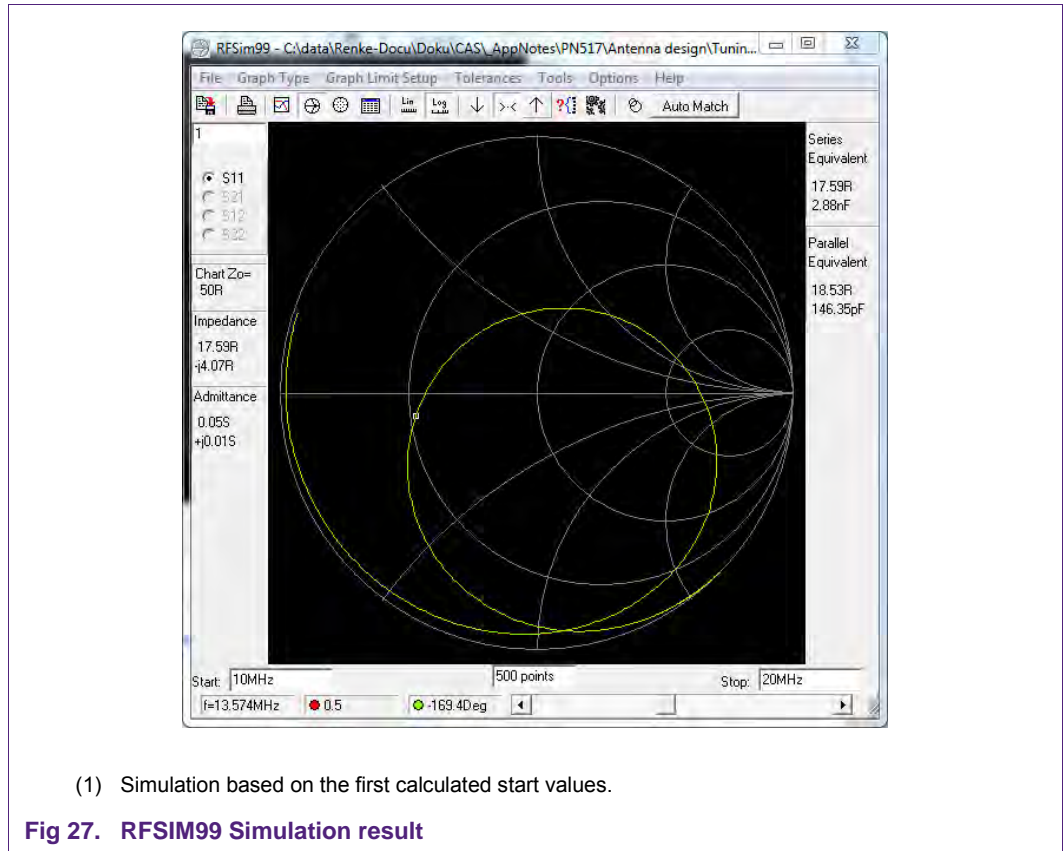 RFSim99 - C:\data\Renke-Docu\Doku\CAS\_AppNotes\PN517\Antenna design\Tunin...
File Graph Type Graph Limit Setup Tolerances Tools Options Help
Lin Log Auto Match
1
S11
S21
S12
S22
Chart Zo=
50R
Impedance
17.59R
-j4.07R
Admittance
0.05S
+j0.01S
Series
Equivalent
17.59R
2.88nF
Parallel
Equivalent
18.53R
146.35pF
Start: 10MHz 500 points Stop: 20MHz
f=13.574MHz 0.5 -169.4Deg
(1) Simulation based on the first calculated start values.
Fig 27. RFSIM99 Simulation result